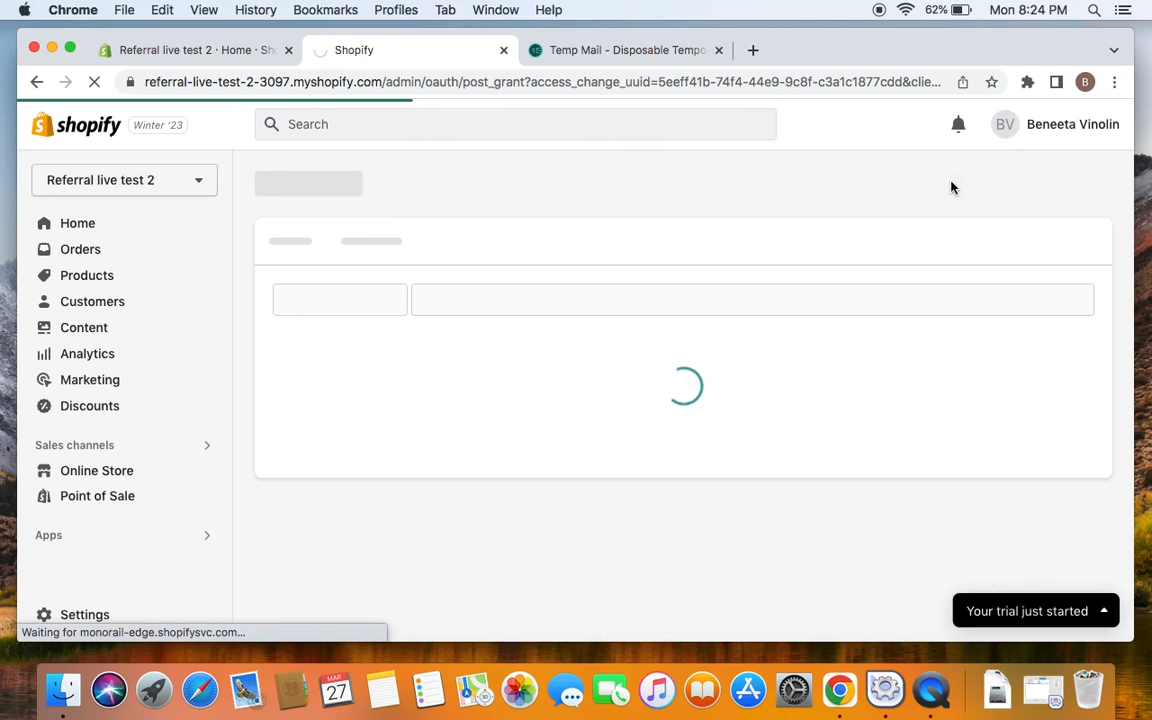 Chrome File Edit View History Bookmarks Profiles Tab Window Help 62% Mon 8:24 PM
Referral live test 2 · Home · Sh
Shopify
Temp Mail - Disposable Tempo
referral-live-test-2-3097.myshopify.com/admin/oauth/post_grant?access_change_uuid=5eeff41b-74f4-44e9-9c8f-c3a1c1877cdd&clie...
B
shopify Winter '23
Search
BV Beneeta Vinolin
Referral live test 2
Home
Orders
Products
Customers
Content
Analytics
Marketing
Discounts
Sales channels
Online Store
Point of Sale
Apps
Settings
Your trial just started
Waiting for monorail-edge.shopifysvc.com...
MAR
27